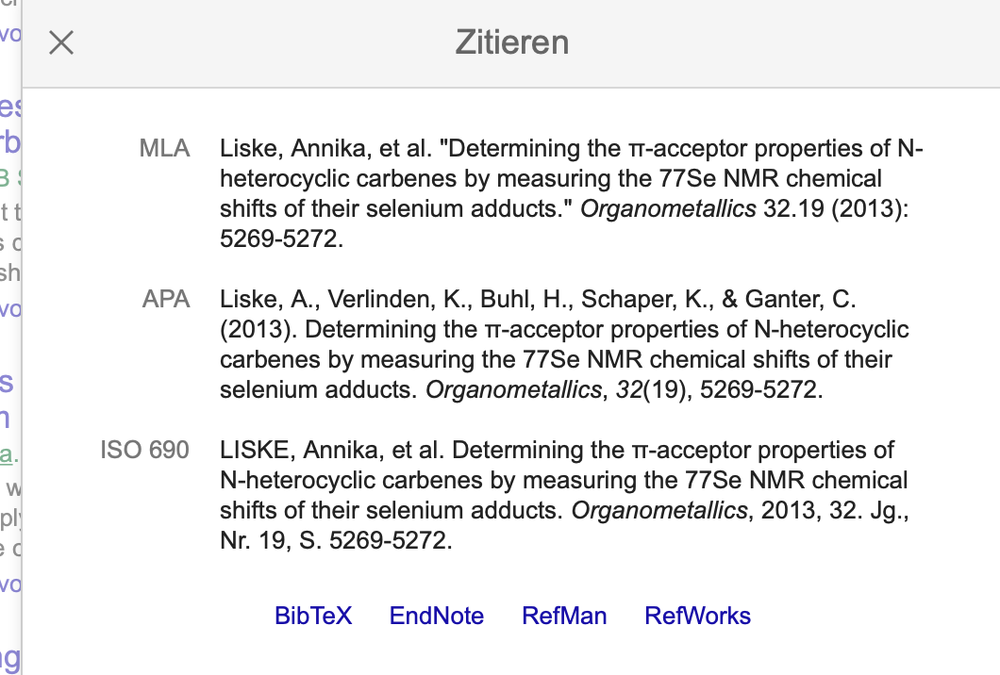 Zitieren
MLA
Liske, Annika, et al. "Determining the π-acceptor properties of N-
heterocyclic carbenes by measuring the 77Se NMR chemical
shifts of their selenium adducts." Organometallics 32.19 (2013):
5269-5272.
APA
Liske, A., Verlinden, K., Buhl, H., Schaper, K., & Ganter, C.
(2013). Determining the π-acceptor properties of N-heterocyclic
carbenes by measuring the 77Se NMR chemical shifts of their
selenium adducts. Organometallics, 32(19), 5269-5272.
ISO 690
LISKE, Annika, et al. Determining the π-acceptor properties of
N-heterocyclic carbenes by measuring the 77Se NMR chemical
shifts of their selenium adducts. Organometallics, 2013, 32. Jg.,
Nr. 19, S. 5269-5272.
BibTeX EndNote RefMan RefWorks